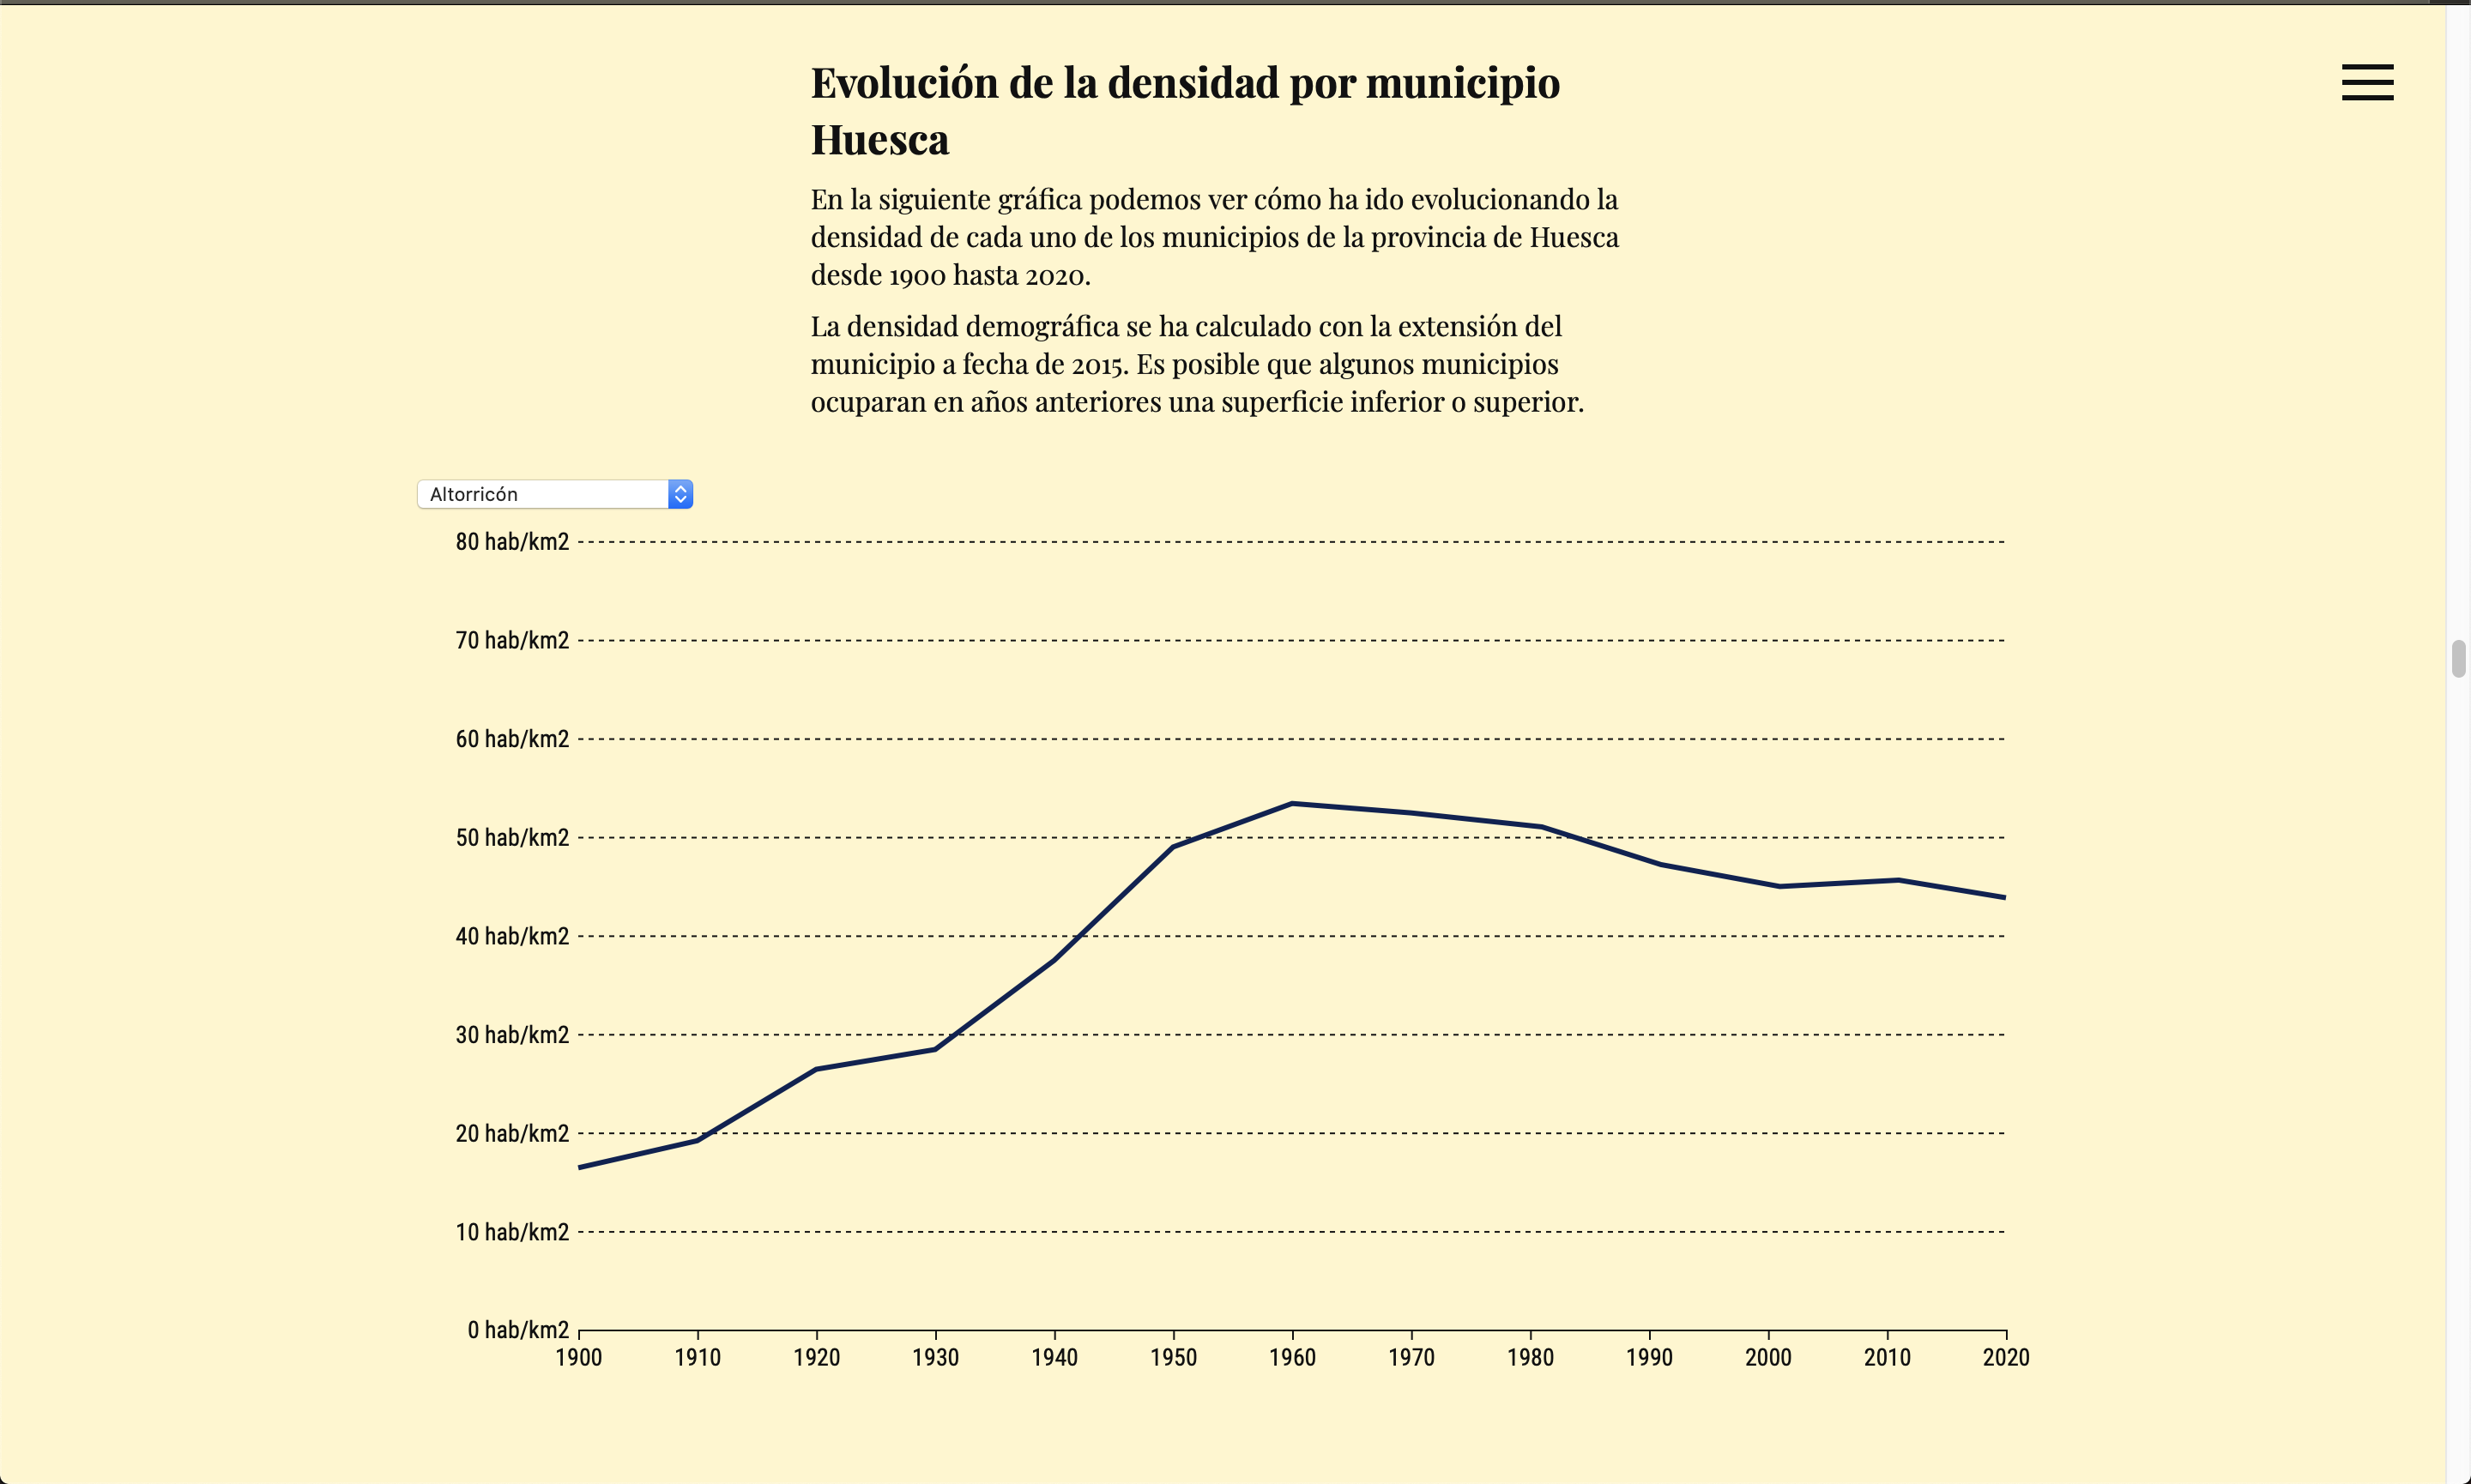 Evolución de la densidad por municipio
Huesca
En la siguiente gráfica podemos ver cómo ha ido evolucionando la
densidad de cada uno de los municipios de la provincia de Huesca
desde 1900 hasta 2020.
La densidad demográfica se ha calculado con la extensión del
municipio a fecha de 2015. Es posible que algunos municipios
ocuparan en años anteriores una superficie inferior o superior.
Altorricón
80 hab/km2
70 hab/km2
60 hab/km2
50 hab/km2
40 hab/km2
30 hab/km2
20 hab/km2
10 hab/km2
0 hab/km2
1900 1910 1920 1930 1940 1950 1960 1970 1980 1990 2000 2010 2020